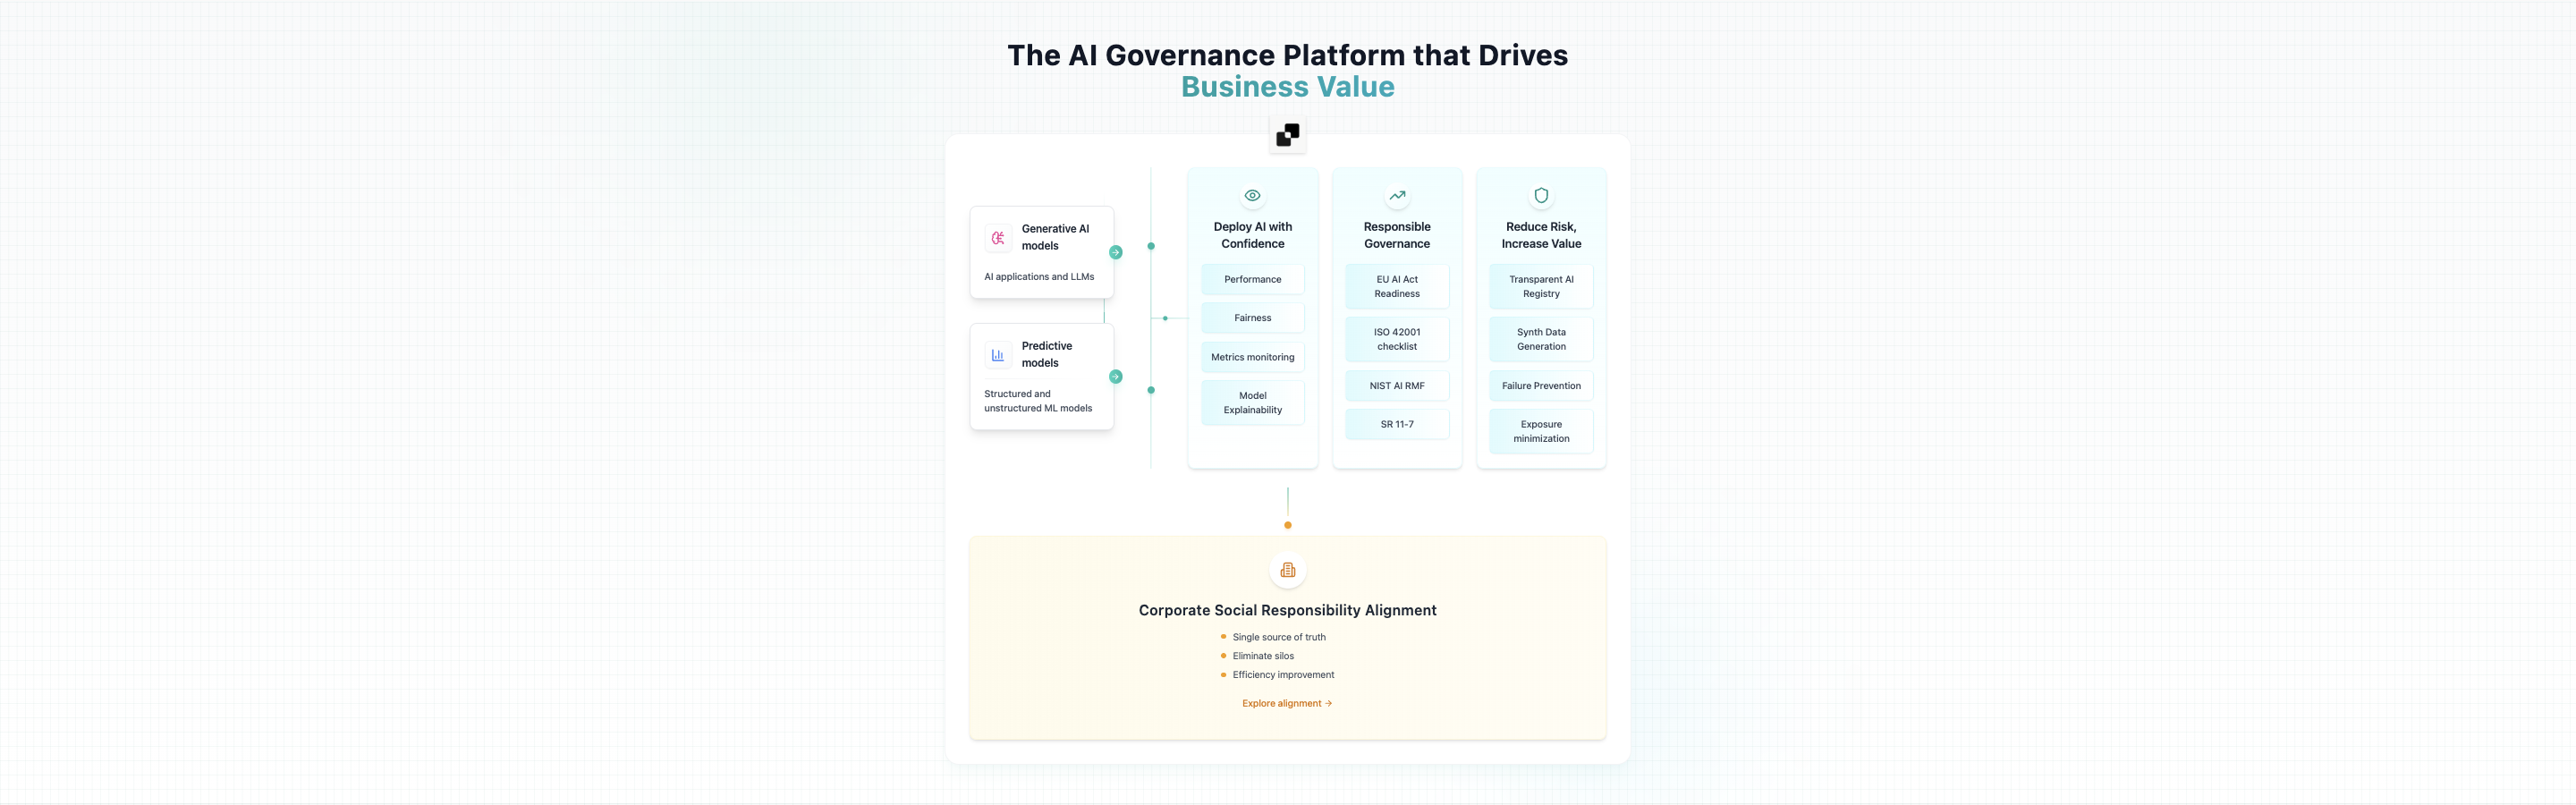 The AI Governance Platform that Drives
Business Value
Generative AI
models
AI applications and LLMs
Predictive
models
Structured and
unstructured ML models
Deploy AI with
Confidence
Performance
Fairness
Metrics monitoring
Model
Explainability
Responsible
Governance
EU AI Act
Readiness
ISO 42001
checklist
NIST AI RMF
SR 11-7
Reduce Risk,
Increase Value
Transparent AI
Registry
Synth Data
Generation
Failure Prevention
Exposure
minimization
Corporate Social Responsibility Alignment
Single source of truth
Eliminate silos
Efficiency improvement
Explore alignment →